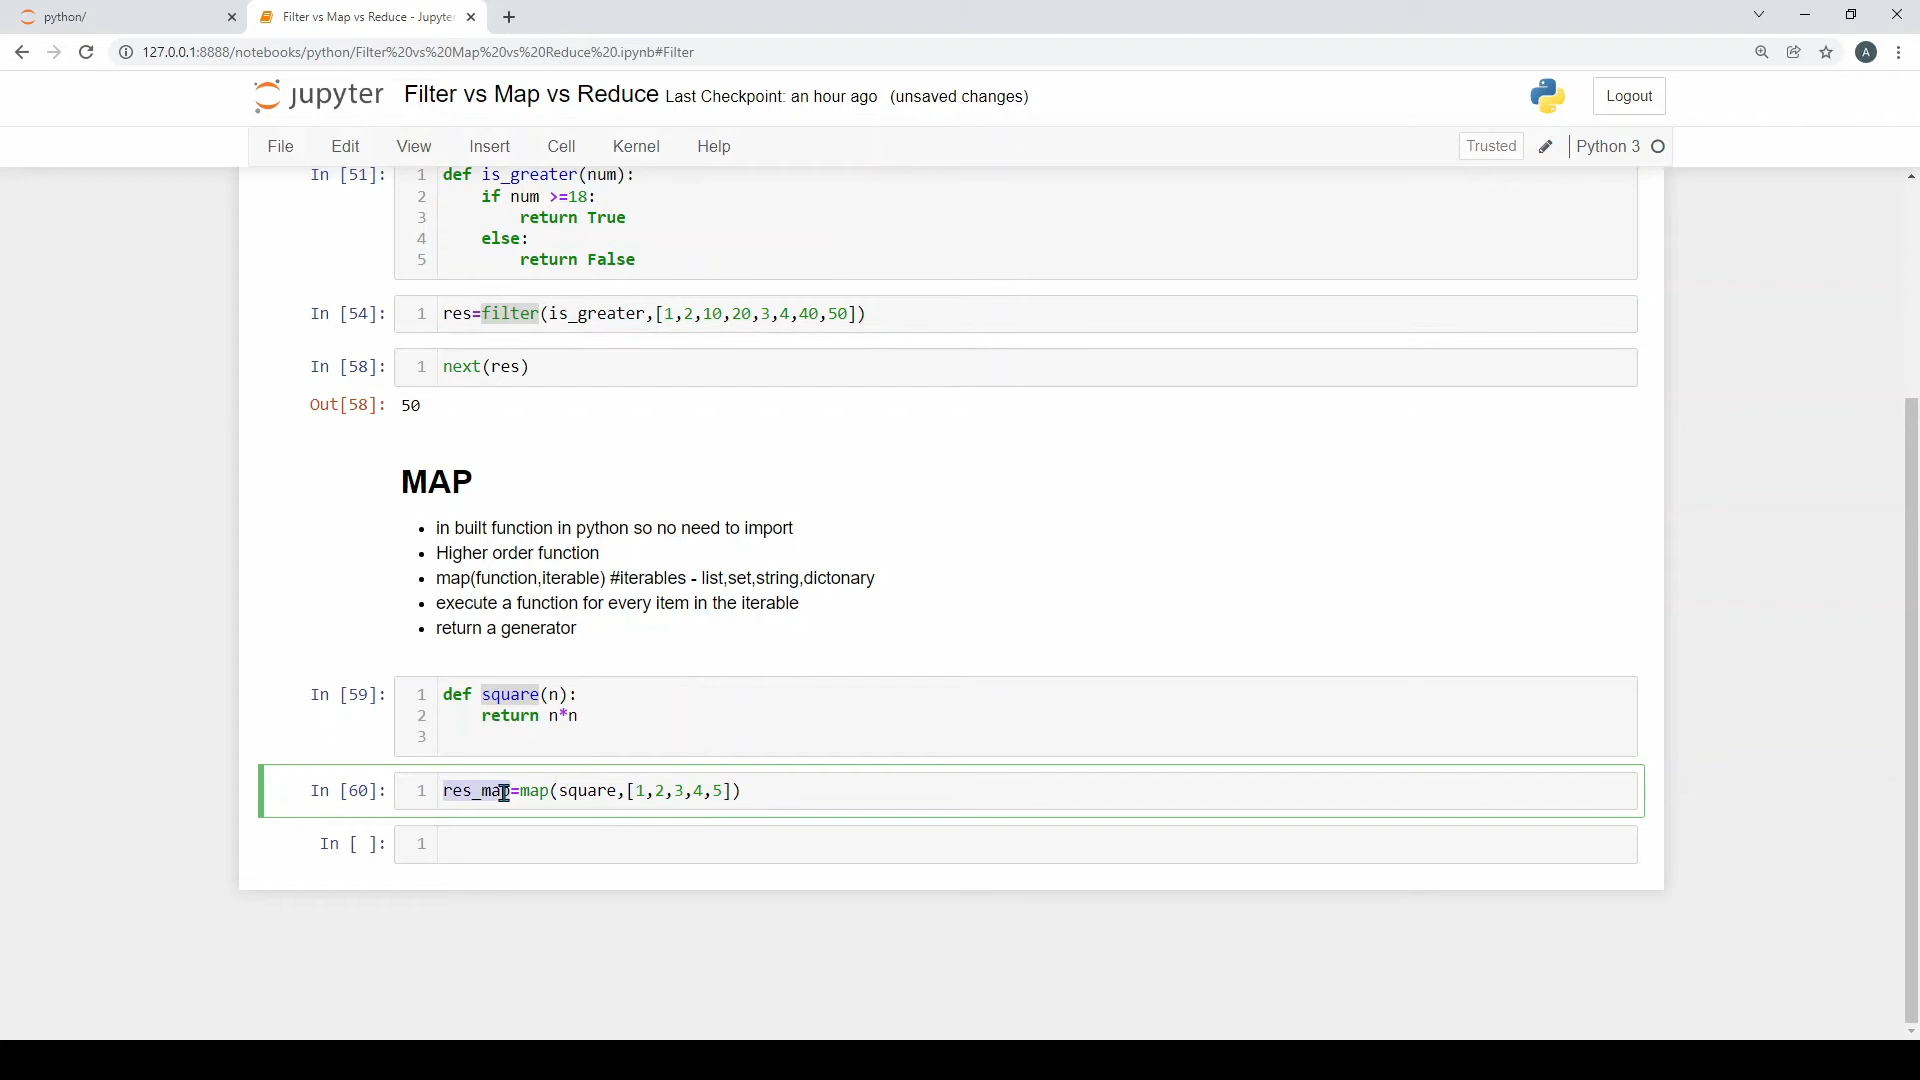 python/
Filter vs Map vs Reduce - Jupyter
127.0.0.1:8888/notebooks/python/Filter%20vs%20Map%20vs%20Reduce%20.ipynb#Filter
A
jupyter Filter vs Map vs Reduce Last Checkpoint: an hour ago (unsaved changes)
Logout
File Edit View Insert Cell Kernel Help
Trusted Python 3
In [51]: 1 def is_greater(num):
2 if num >=18:
3 return True
4 else:
5 return False
In [54]: 1 res=filter(is_greater,[1,2,10,20,3,4,40,50])
In [58]: 1 next(res)
Out[58]: 50
MAP
• in built function in python so no need to import
• Higher order function
• map(function,iterable) #iterables - list,set,string,dictonary
• execute a function for every item in the iterable
• return a generator
In [59]: 1 def square(n):
2 return n*n
3
In [60]: 1 res_map=map(square,[1,2,3,4,5])
In [ ]: 1